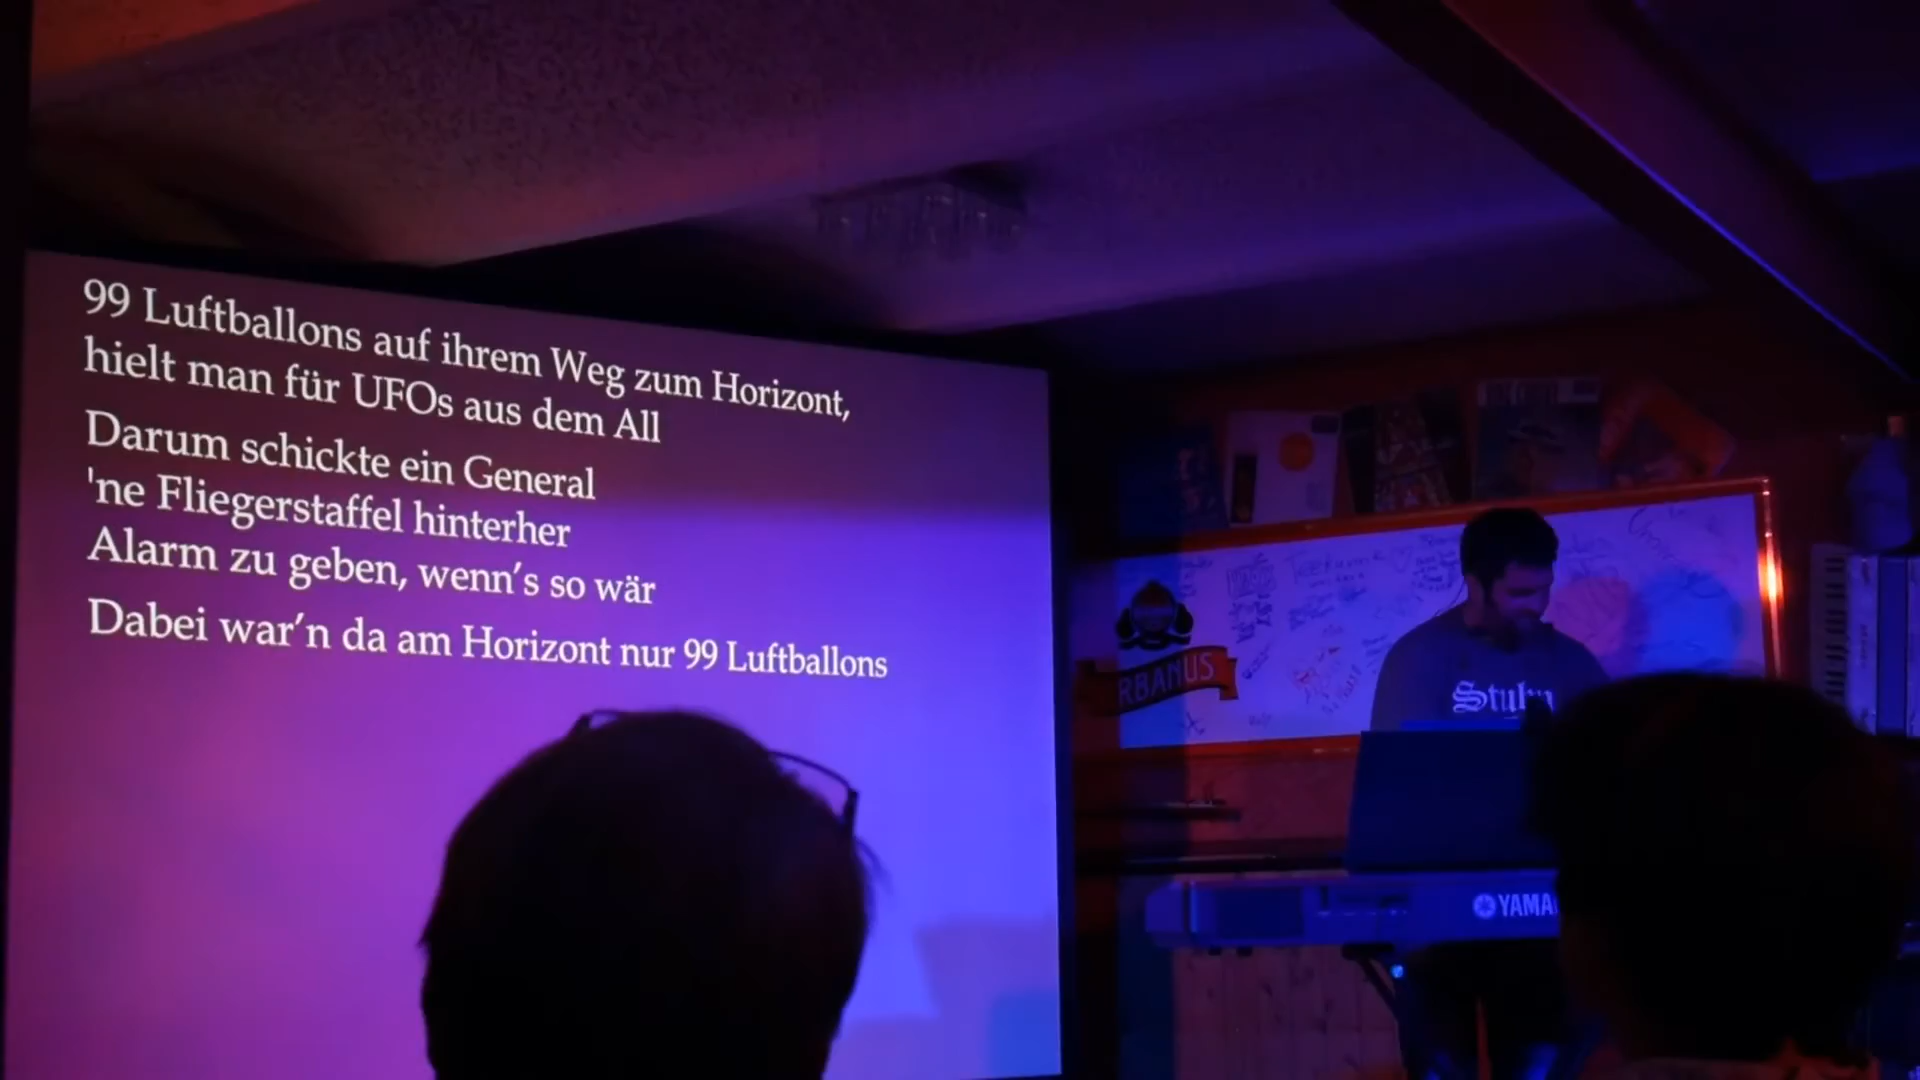 99 Luftballons auf ihrem Weg zum Horizont,
hielt man für UFOs aus dem All
Darum schickte ein General
'ne Fliegerstaffel hinterher
Alarm zu geben, wenn’s so wär
Dabei war’n da am Horizont nur 99 Luftballons
RBANUS
YAMA